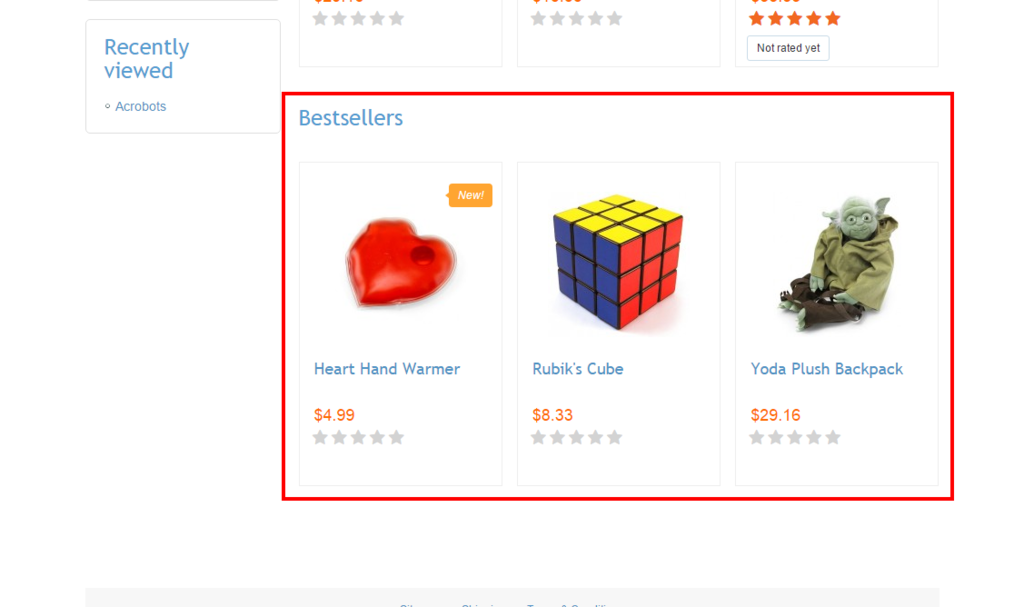 Recently
viewed
Acrobots
Not rated yet
Bestsellers
New!
Heart Hand Warmer
Rubik's Cube
Yoda Plush Backpack
$4.99
$8.33
$29.16